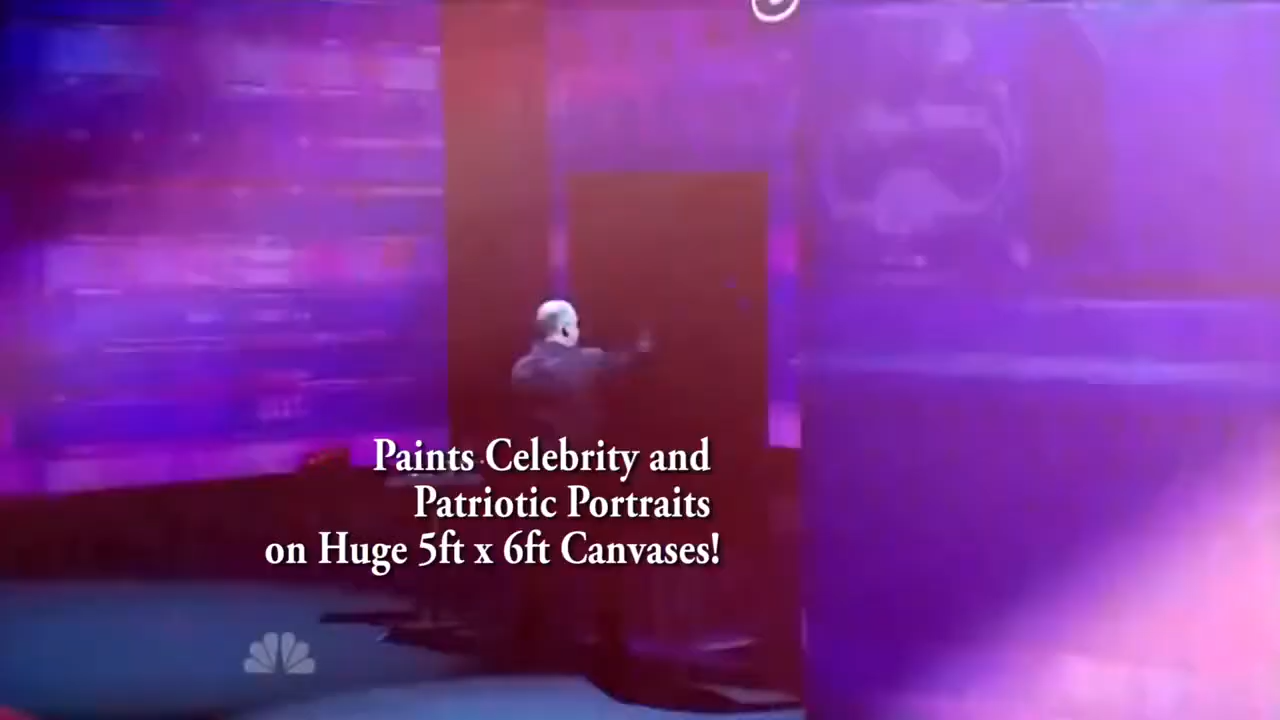 Paints Celebrity and
Patriotic Portraits
on Huge 5ft x 6ft Canvases!